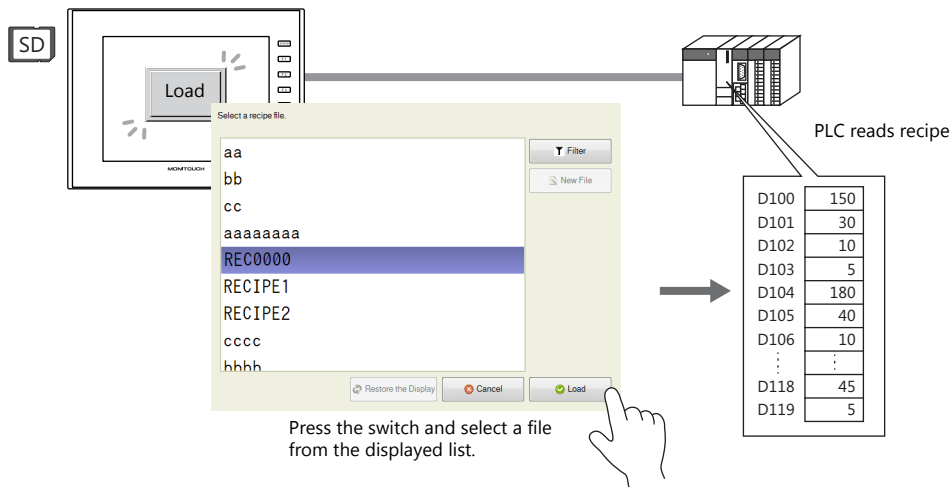 SD
Load
MONITOUCH
Select a recipe file.
aa
bb
cc
aaaaaaaa
REC0000
RECIPE1
RECIPE2
cccc
bbbb
Filter
New File
Restore the Display
Cancel
Load
Press the switch and select a file
from the displayed list.
PLC reads recipe
D100 150
D101 30
D102 10
D103 5
D104 180
D105 40
D106 10
D118 45
D119 5